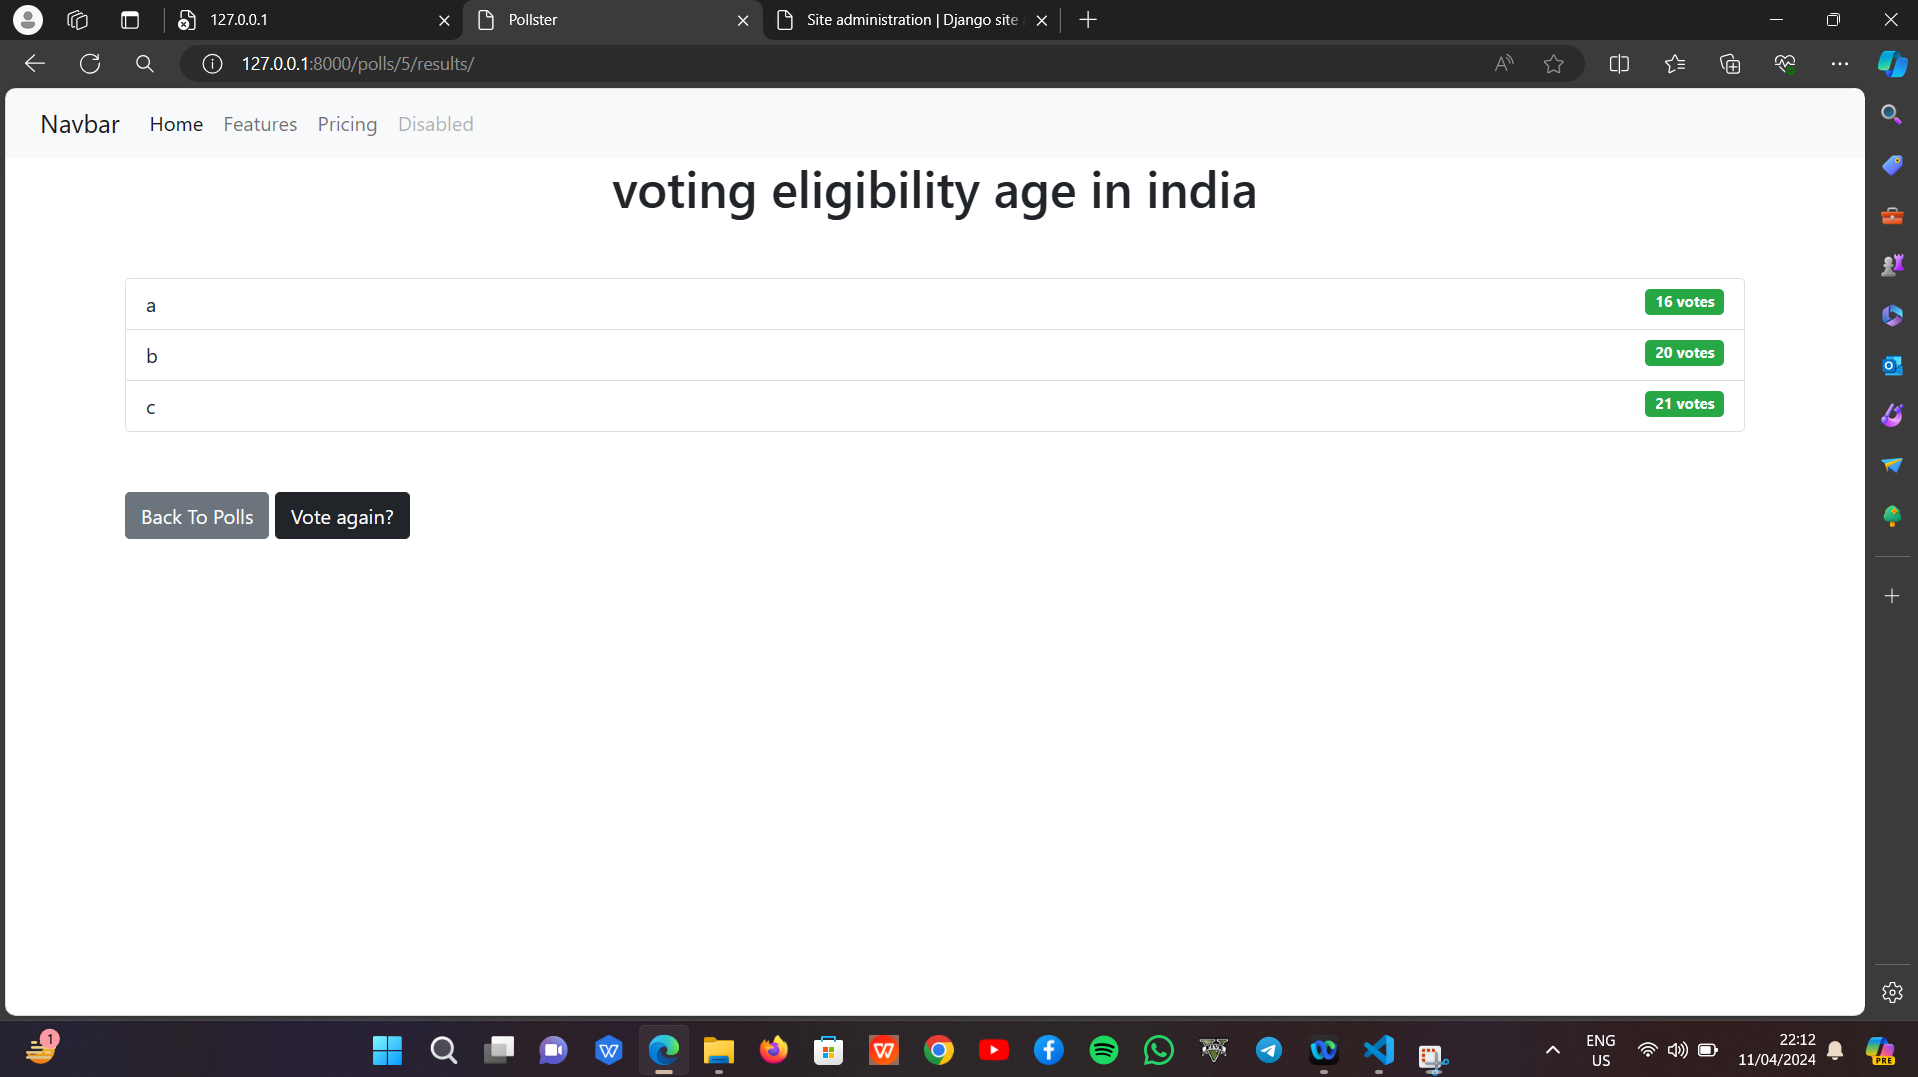 127.0.0.1
Pollster
Site administration | Django site
127.0.0.1:8000/polls/5/results/
Navbar Home Features Pricing Disabled
voting eligibility age in india
a 16 votes
b 20 votes
c 21 votes
Back To Polls Vote again?
1
ENG
US
22:12
11/04/2024
PRE